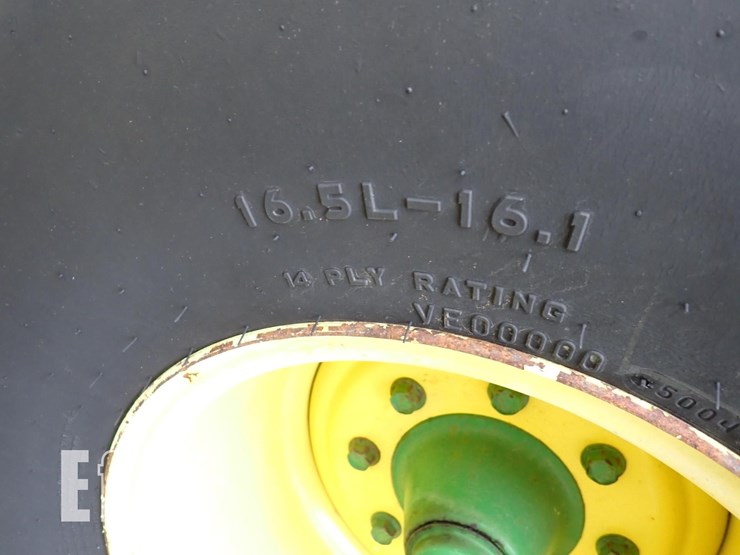 16.5L-16.1
14 PLY RATING
VE00000
E